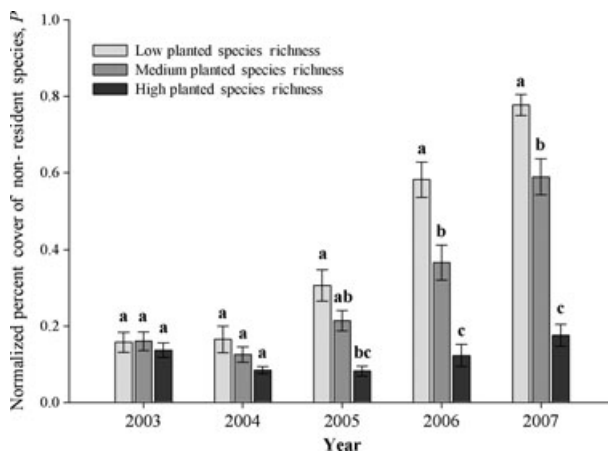 Normalized percent cover of non- resident species, P
1.0
0.8
0.6
0.4
0.2
0.0
Low planted species richness
Medium planted species richness
High planted species richness
a a a
a a a
a ab bc
a b c
a b c
2003 2004 2005 2006 2007
Year